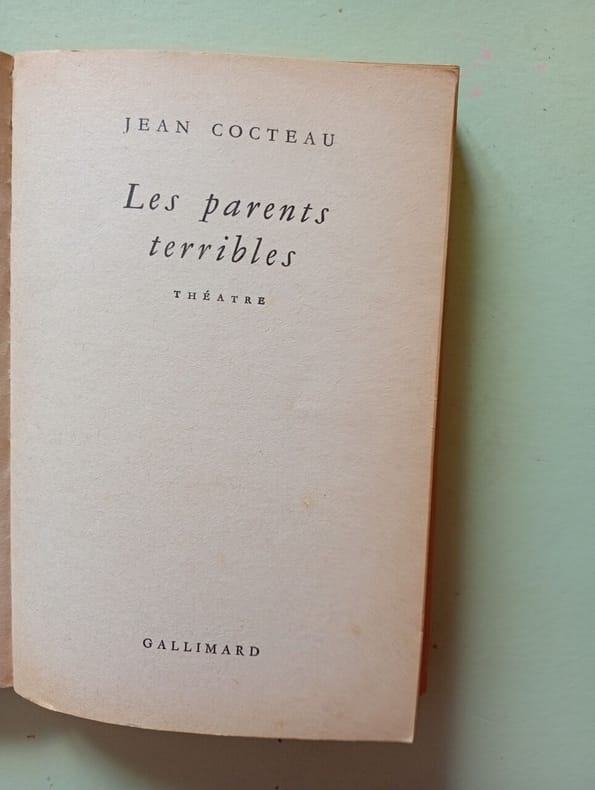 JEAN COCTEAU
Les parents
terribles
THÉATRE
GALLIMARD